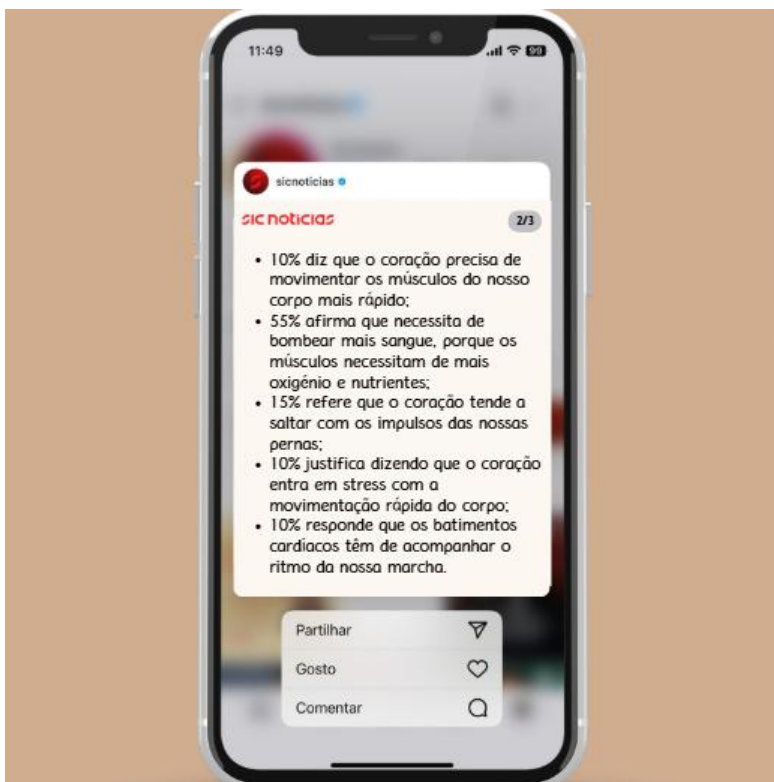 11:49
99
sicnoticias
sic noticias
2/3
• 10% diz que o coração precisa de
movimentar os músculos do nosso
corpo mais rápido;
• 55% afirma que necessita de
bombear mais sangue, porque os
músculos necessitam de mais
oxigénio e nutrientes;
• 15% refere que o coração tende a
saltar com os impulsos das nossas
pernas;
• 10% justifica dizendo que o coração
entra em stress com a
movimentação rápida do corpo;
• 10% responde que os batimentos
cardíacos têm de acompanhar o
ritmo da nossa marcha.
Partilhar
Gosto
Comentar